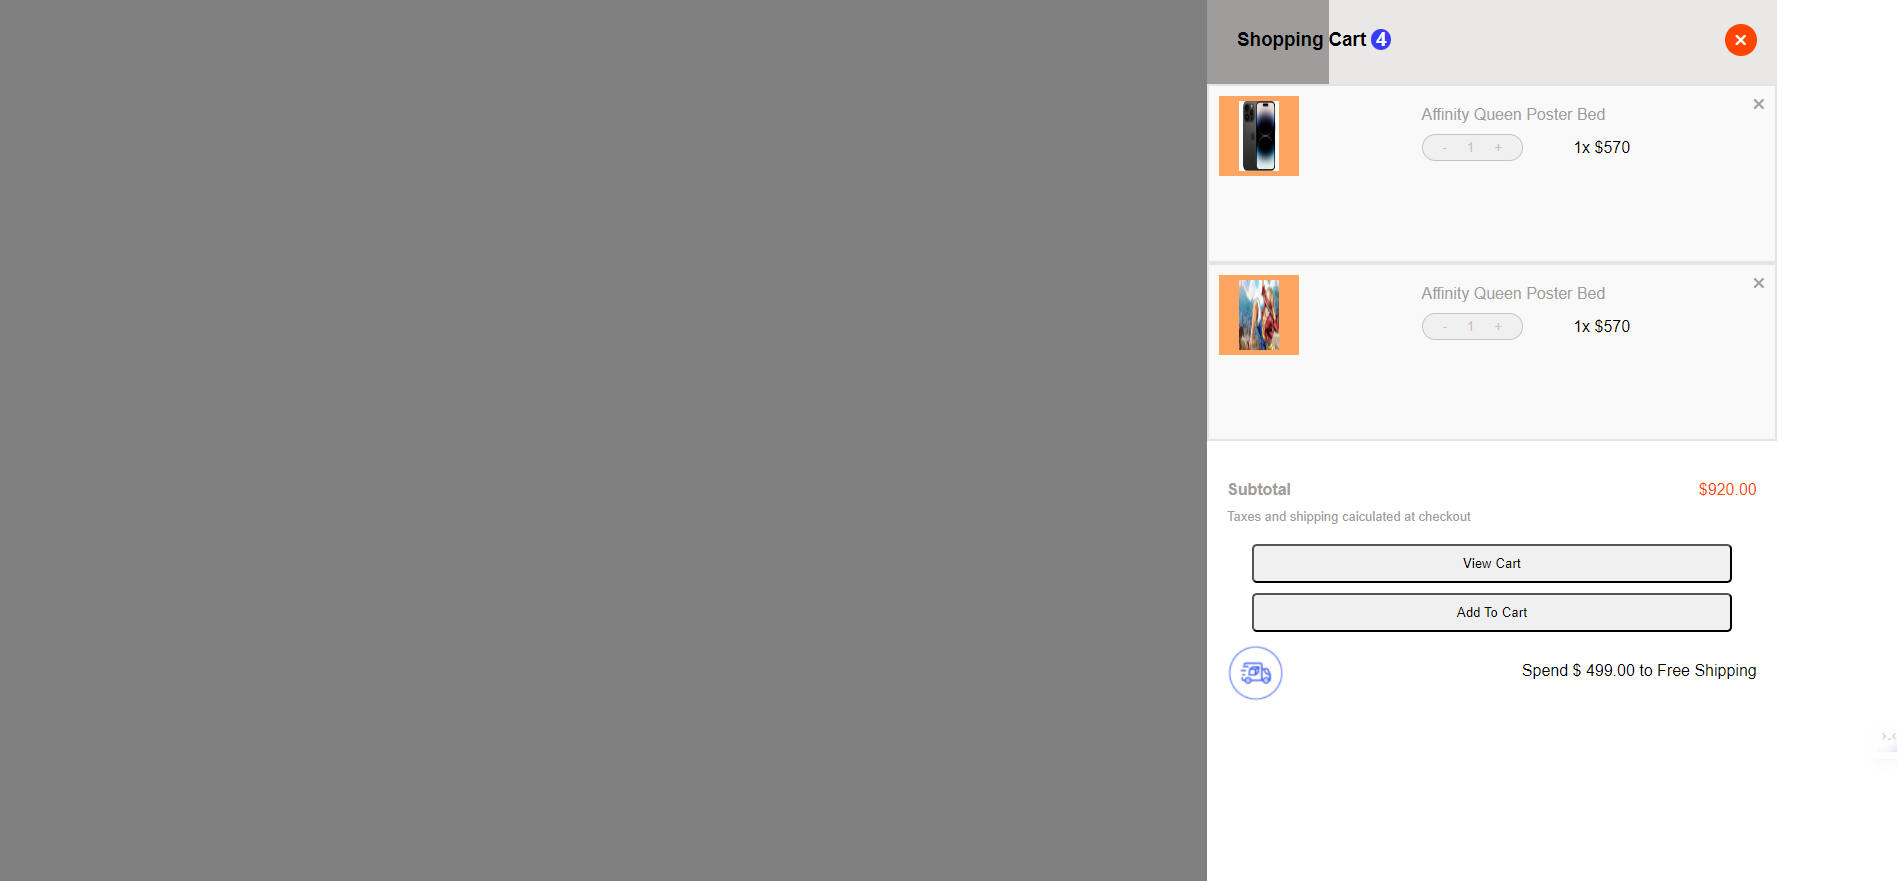 Shopping Cart 4
Affinity Queen Poster Bed
- 1 +
1x $570
Affinity Queen Poster Bed
- 1 +
1x $570
Subtotal
$920.00
Taxes and shipping caiculated at checkout
View Cart
Add To Cart
Spend $ 499.00 to Free Shipping